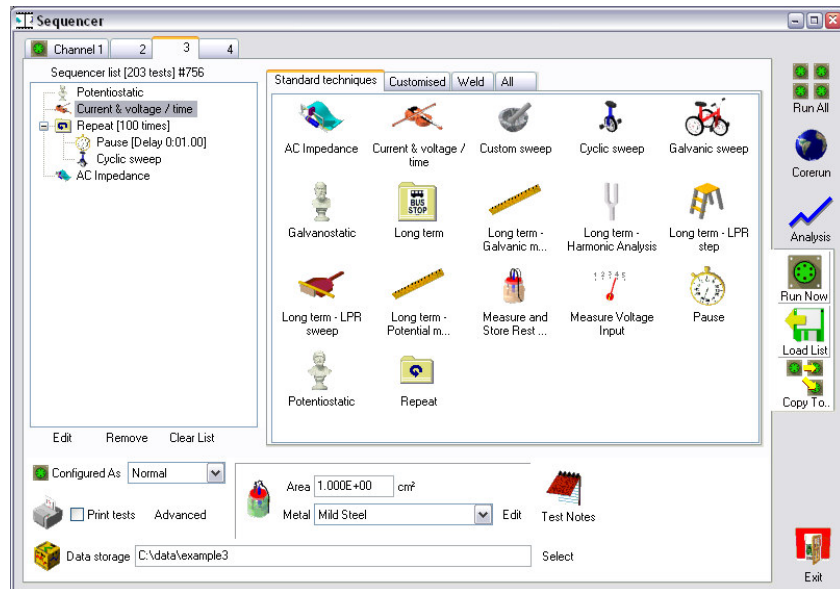 Sequencer
Channel 1 2 3 4
Sequencer list [203 tests] #756
Potentiostatic
Current & voltage / time
Repeat [100 times]
Pause [Delay 0:01.00]
Cyclic sweep
AC Impedance
Edit Remove Clear List
Standard techniques Customised Weld All
AC Impedance
Current & voltage / time
Custom sweep
Cyclic sweep
Galvanic sweep
Galvanostatic
BUS STOP
Long term
Long term - Galvanic m...
Long term - Harmonic Analysis
Long term - LPR step
Long term - LPR sweep
Long term - Potential m...
Measure and Store Rest ...
1 2 3 4 5
Measure Voltage Input
Pause
Potentiostatic
Repeat
Run All
Corerun
Analysis
Run Now
Load List
Copy To..
Exit
Configured As Normal
Print tests Advanced
Area 1.000E+00 cm²
Metal Mild Steel Edit
Test Notes
Data storage C:\data\example3 Select